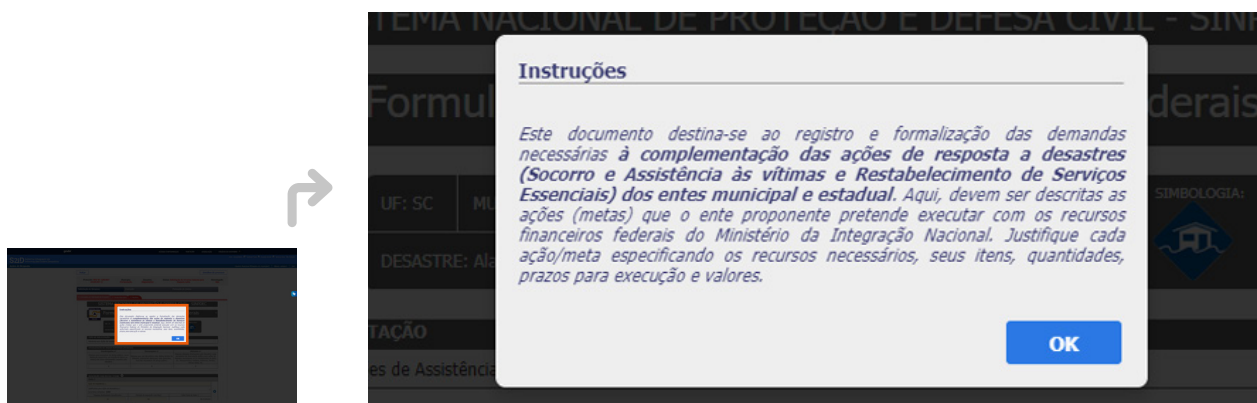 TEMA NACIONAL DE PROTEÇÃO E DEFESA CIVIL - SINP
Formul
derais
Instruções
Este documento destina-se ao registro e formalização das demandas
necessárias à complementação das ações de resposta a desastres
(Socorro e Assistência às vítimas e Restabelecimento de Serviços
Essenciais) dos entes municipal e estadual. Aqui, devem ser descritas as
ações (metas) que o ente proponente pretende executar com os recursos
financeiros federais do Ministério da Integração Nacional. Justifique cada
ação/meta especificando os recursos necessários, seus itens, quantidades,
prazos para execução e valores.
OK
UF: SC MU
SIMBOLOGIA:
DESASTRE: Ala
TAÇÃO
es de Assistência